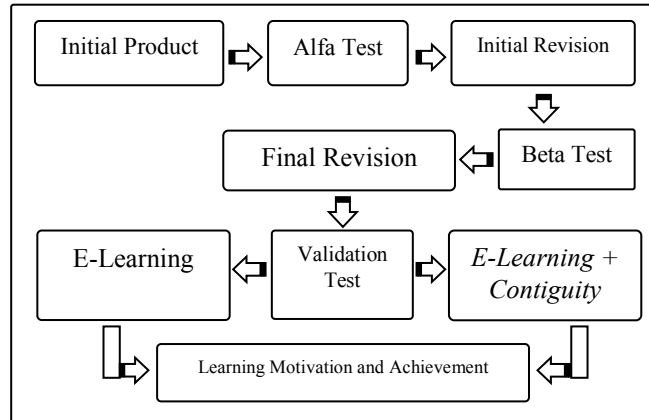 Initial Product
Alfa Test
Initial Revision
Final Revision
Beta Test
E-Learning
Validation
Test
E-Learning +
Contiguity
Learning Motivation and Achievement